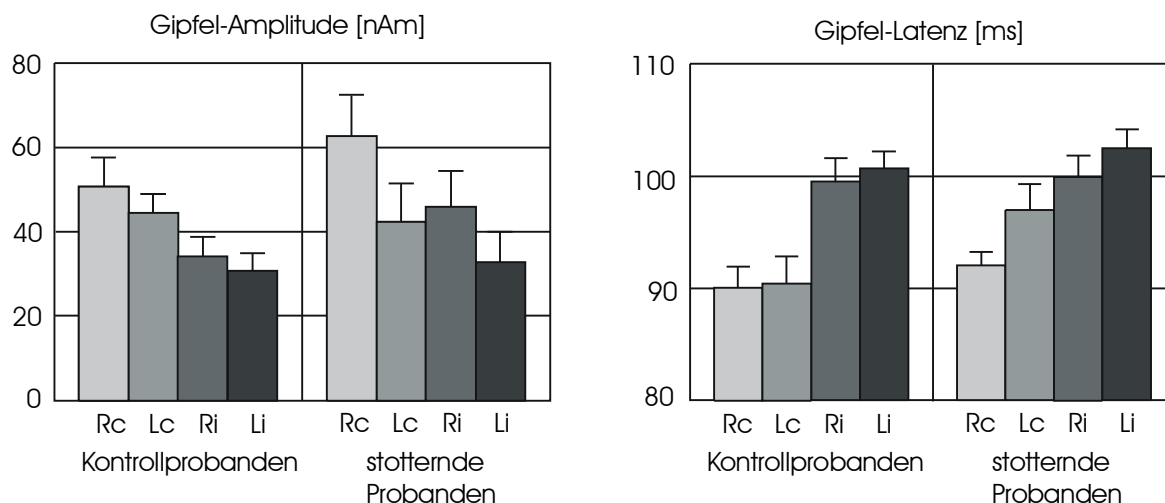 Gipfel-Amplitude [nAm]
80
60
40
20
0
Rc Lc Ri Li Rc Lc Ri Li
Kontrollprobanden stotternde
Probanden
Gipfel-Latenz [ms]
110
100
90
80
Rc Lc Ri Li Rc Lc Ri Li
Kontrollprobanden stotternde
Probanden